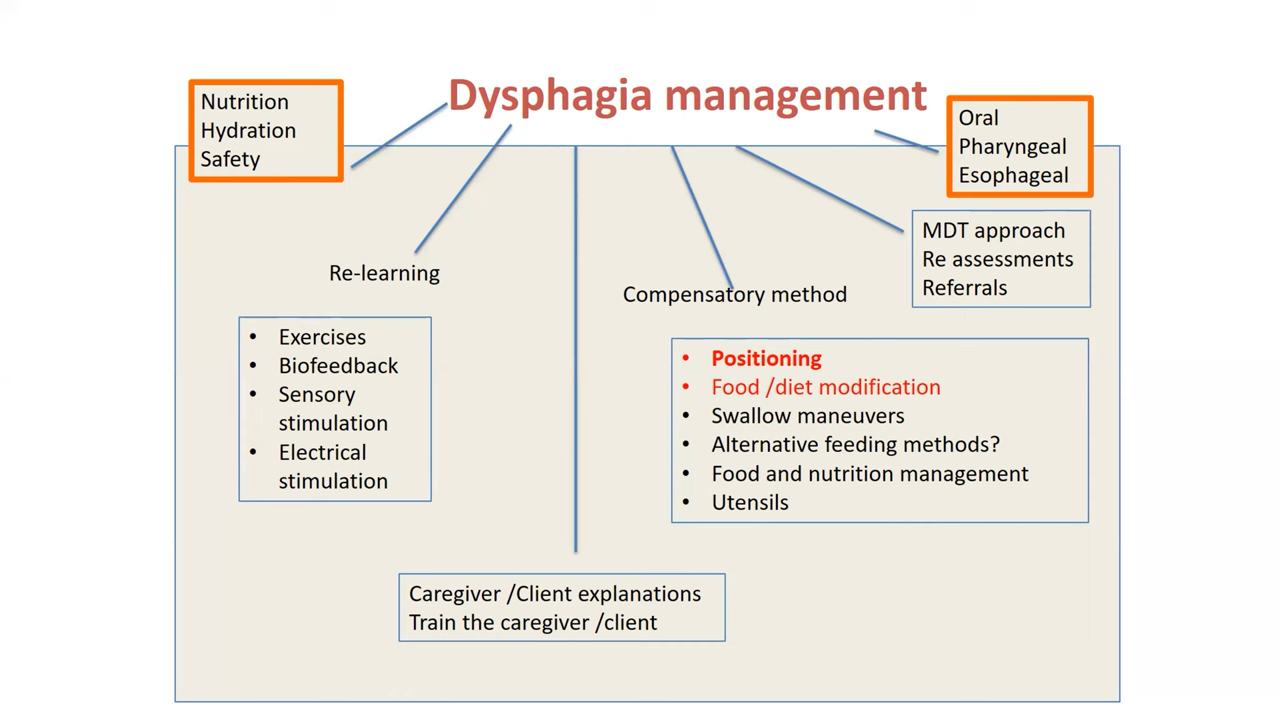 Dysphagia management
Nutrition
Hydration
Safety
Oral
Pharyngeal
Esophageal
MDT approach
Re assessments
Referrals
Re-learning
• Exercises
• Biofeedback
• Sensory
stimulation
• Electrical
stimulation
Compensatory method
• Positioning
• Food /diet modification
• Swallow maneuvers
• Alternative feeding methods?
• Food and nutrition management
• Utensils
Caregiver /Client explanations
Train the caregiver /client